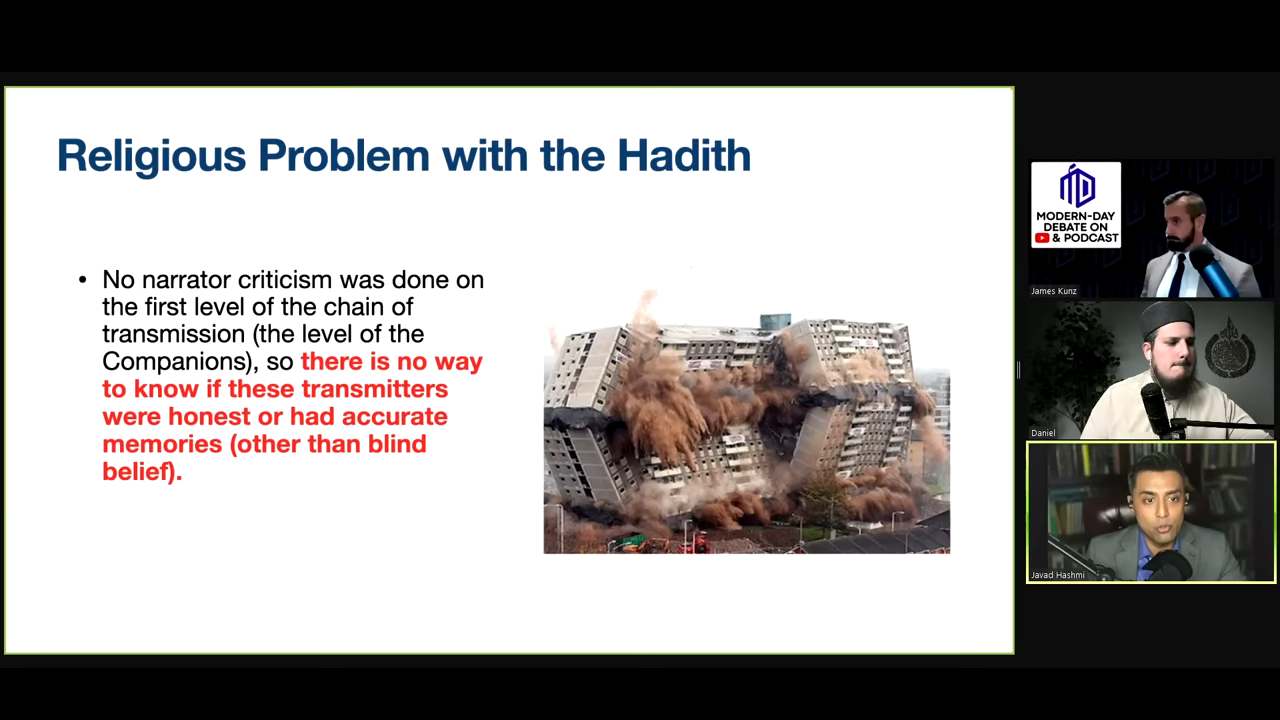 Religious Problem with the Hadith
• No narrator criticism was done on
the first level of the chain of
transmission (the level of the
Companions), so there is no way
to know if these transmitters
were honest or had accurate
memories (other than blind
belief).
MODERN-DAY
DEBATE ON
& PODCAST
James Kunz
Daniel
Javad Hashmi